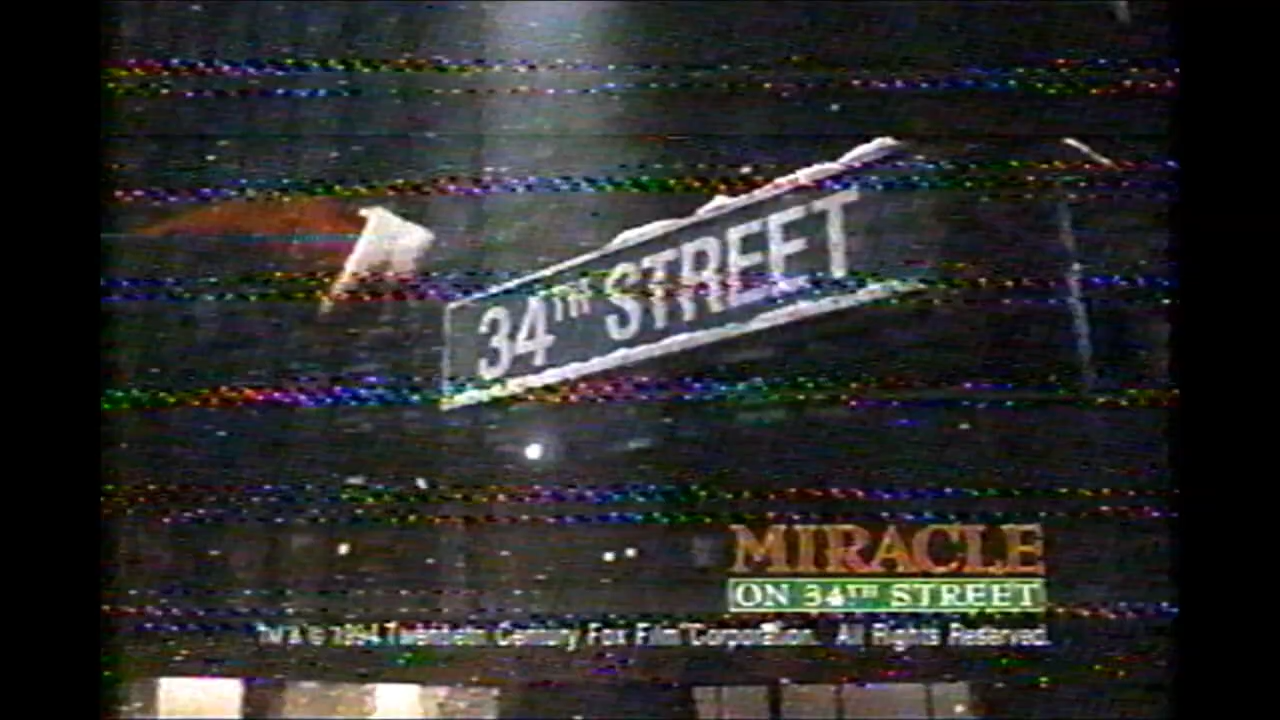 34TH STREET
MIRACLE
ON 34TH STREET
TM & © 1994 Twentieth Century Fox Film Corporation. All Rights Reserved.